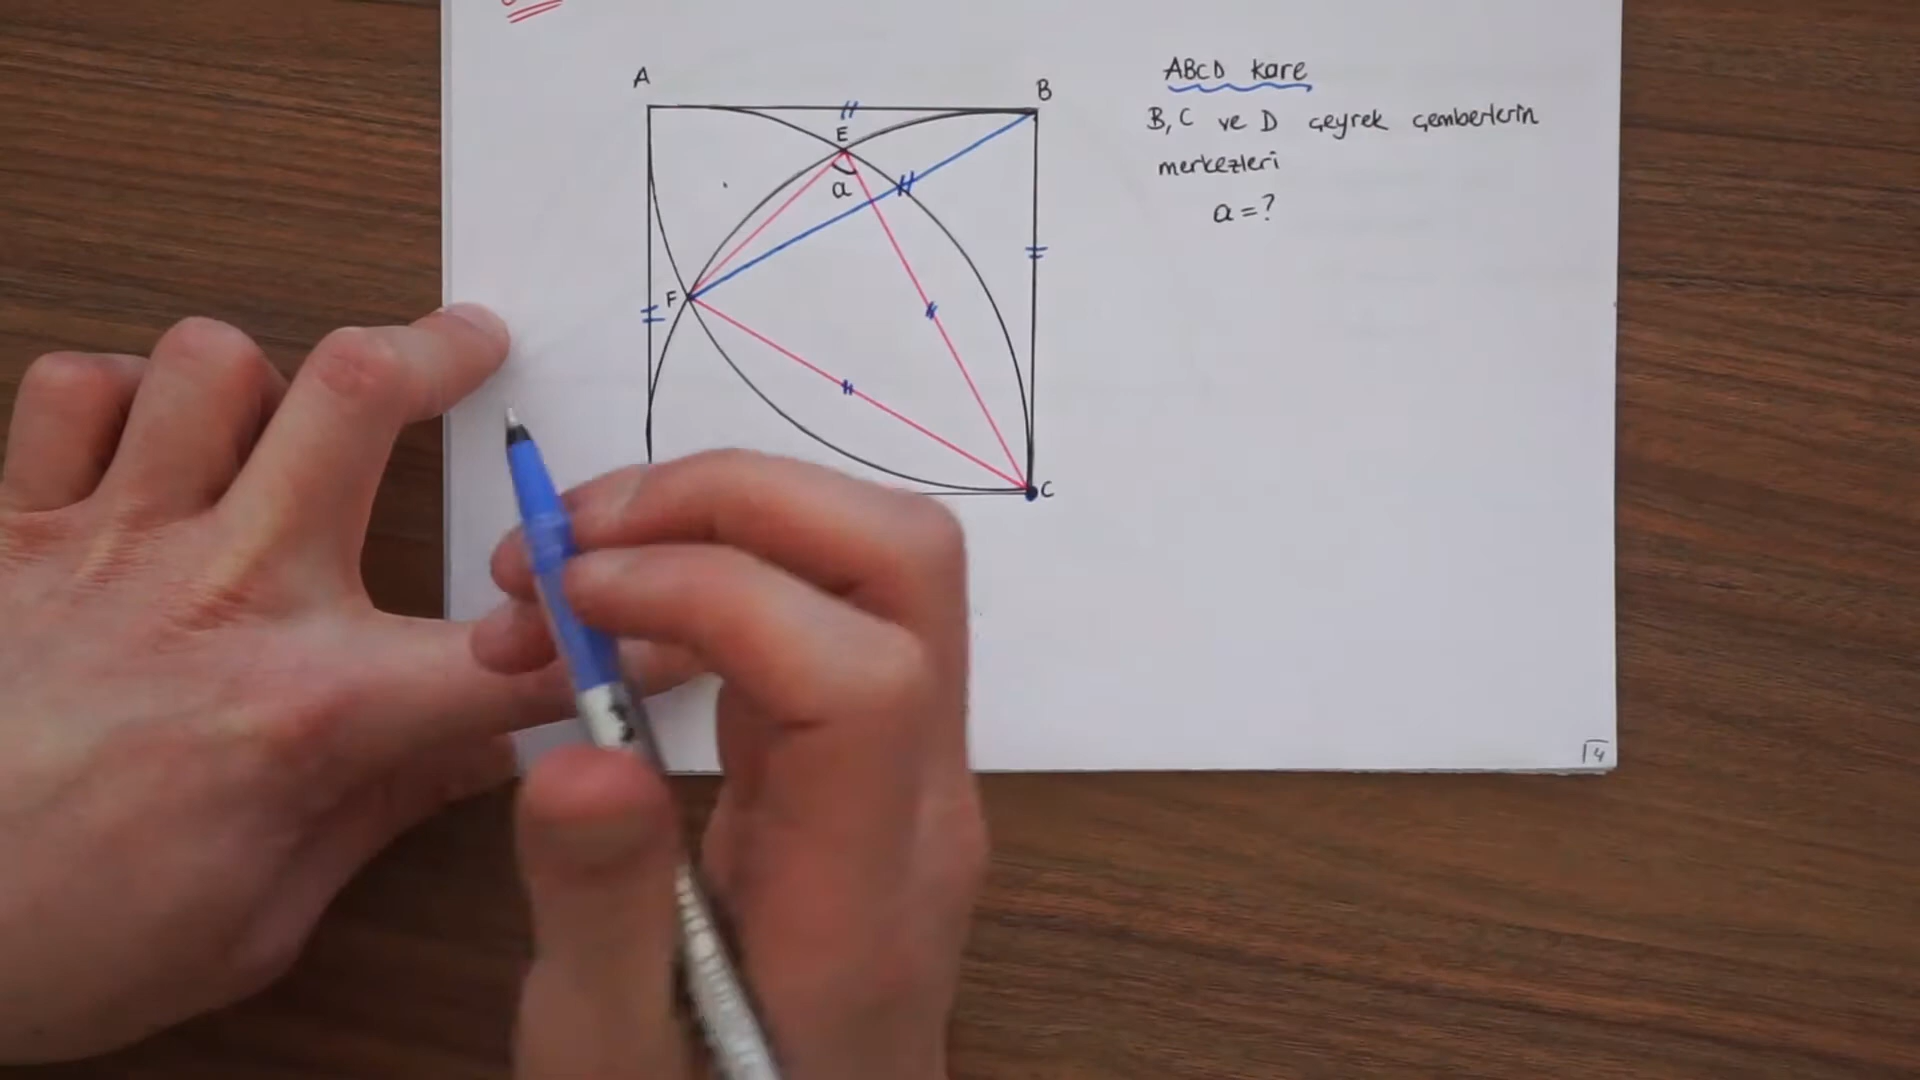 A
B
E
a
F
C
ABCD kare
B, C ve D çeyrek çemberlerin
merkezleri
a = ?
14